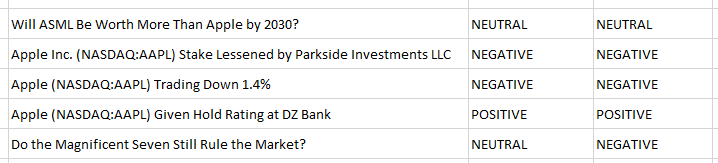 Will ASML Be Worth More Than Apple by 2030? NEUTRAL NEUTRAL
Apple Inc. (NASDAQ:AAPL) Stake Lessened by Parkside Investments LLC NEGATIVE NEGATIVE
Apple (NASDAQ:AAPL) Trading Down 1.4% NEGATIVE NEGATIVE
Apple (NASDAQ:AAPL) Given Hold Rating at DZ Bank POSITIVE POSITIVE
Do the Magnificent Seven Still Rule the Market? NEUTRAL NEGATIVE